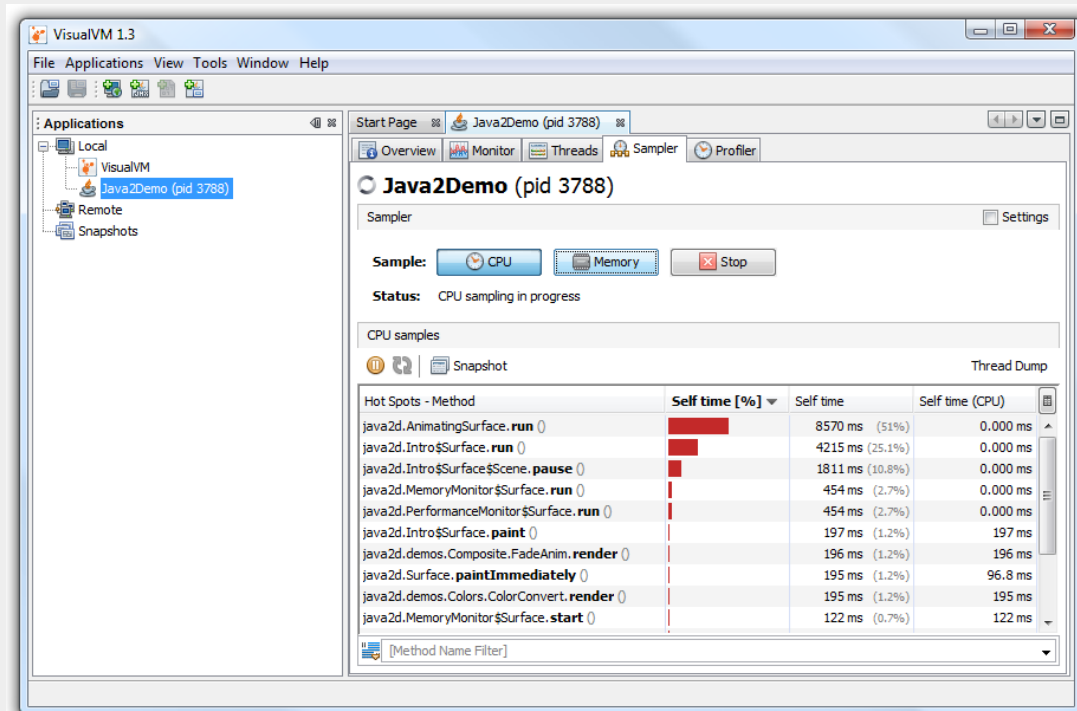 VisualVM 1.3
File Applications View Tools Window Help
Applications
Local
VisualVM
Java2Demo (pid 3788)
Remote
Snapshots
Start Page Java2Demo (pid 3788)
Overview Monitor Threads Sampler Profiler
Java2Demo (pid 3788)
Sampler Settings
Sample: CPU Memory Stop
Status: CPU sampling in progress
CPU samples
Snapshot Thread Dump
Hot Spots - Method Self time [%] Self time Self time (CPU)
java2d.AnimatingSurface.run () 8570 ms (51%) 0.000 ms
java2d.Intro$Surface.run () 4215 ms (25.1%) 0.000 ms
java2d.Intro$Surface$Scene.pause () 1811 ms (10.8%) 0.000 ms
java2d.MemoryMonitor$Surface.run () 454 ms (2.7%) 0.000 ms
java2d.PerformanceMonitor$Surface.run () 454 ms (2.7%) 0.000 ms
java2d.Intro$Surface.paint () 197 ms (1.2%) 197 ms
java2d.demos.Composite.FadeAnim.render () 196 ms (1.2%) 196 ms
java2d.Surface.paintImmediately () 195 ms (1.2%) 96.8 ms
java2d.demos.Colors.ColorConvert.render () 195 ms (1.2%) 195 ms
java2d.MemoryMonitor$Surface.start () 122 ms (0.7%) 122 ms
[Method Name Filter]